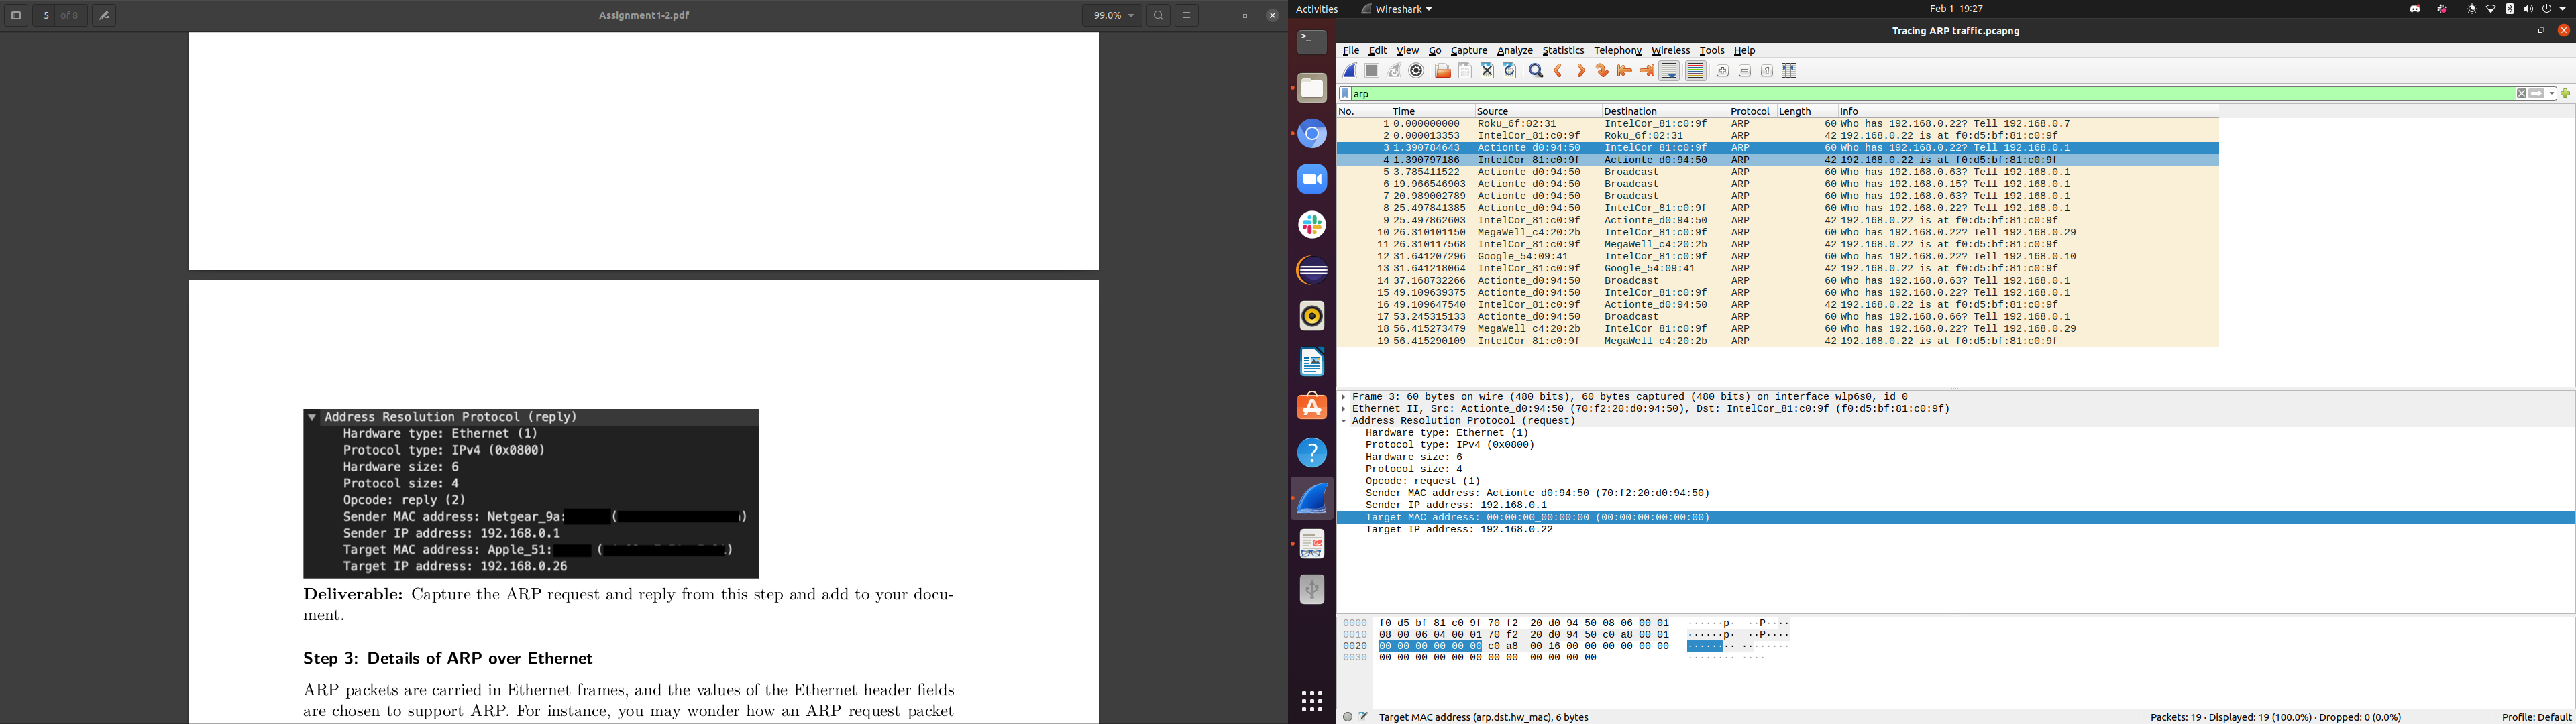 5 of 8
Assignment1-2.pdf
99.0%
Address Resolution Protocol (reply)
Hardware type: Ethernet (1)
Protocol type: IPv4 (0x0800)
Hardware size: 6
Protocol size: 4
Opcode: reply (2)
Sender MAC address: Netgear_9a: ( )
Sender IP address: 192.168.0.1
Target MAC address: Apple_51: ( )
Target IP address: 192.168.0.26
Deliverable: Capture the ARP request and reply from this step and add to your docu-
ment.
Step 3: Details of ARP over Ethernet
ARP packets are carried in Ethernet frames, and the values of the Ethernet header fields
are chosen to support ARP. For instance, you may wonder how an ARP request packet
Activities Wireshark Feb 1 19:27
Tracing ARP traffic.pcapng
File Edit View Go Capture Analyze Statistics Telephony Wireless Tools Help
arp
No. Time Source Destination Protocol Length Info
1 0.000000000 Roku_6f:02:31 IntelCor_81:c0:9f ARP 60 Who has 192.168.0.22? Tell 192.168.0.7
2 0.000013353 IntelCor_81:c0:9f Roku_6f:02:31 ARP 42 192.168.0.22 is at f0:d5:bf:81:c0:9f
3 1.390784643 Actionte_d0:94:50 IntelCor_81:c0:9f ARP 60 Who has 192.168.0.22? Tell 192.168.0.1
4 1.390797186 IntelCor_81:c0:9f Actionte_d0:94:50 ARP 42 192.168.0.22 is at f0:d5:bf:81:c0:9f
5 3.785411522 Actionte_d0:94:50 Broadcast ARP 60 Who has 192.168.0.63? Tell 192.168.0.1
6 19.966546903 Actionte_d0:94:50 Broadcast ARP 60 Who has 192.168.0.15? Tell 192.168.0.1
7 20.989002789 Actionte_d0:94:50 Broadcast ARP 60 Who has 192.168.0.63? Tell 192.168.0.1
8 25.497841385 Actionte_d0:94:50 IntelCor_81:c0:9f ARP 60 Who has 192.168.0.22? Tell 192.168.0.1
9 25.497862603 IntelCor_81:c0:9f Actionte_d0:94:50 ARP 42 192.168.0.22 is at f0:d5:bf:81:c0:9f
10 26.310101150 MegaWell_c4:20:2b IntelCor_81:c0:9f ARP 60 Who has 192.168.0.22? Tell 192.168.0.29
11 26.310117568 IntelCor_81:c0:9f MegaWell_c4:20:2b ARP 42 192.168.0.22 is at f0:d5:bf:81:c0:9f
12 31.641207296 Google_54:09:41 IntelCor_81:c0:9f ARP 60 Who has 192.168.0.22? Tell 192.168.0.10
13 31.641218064 IntelCor_81:c0:9f Google_54:09:41 ARP 42 192.168.0.22 is at f0:d5:bf:81:c0:9f
14 37.168732266 Actionte_d0:94:50 Broadcast ARP 60 Who has 192.168.0.63? Tell 192.168.0.1
15 49.109639375 Actionte_d0:94:50 IntelCor_81:c0:9f ARP 60 Who has 192.168.0.22? Tell 192.168.0.1
16 49.109647540 IntelCor_81:c0:9f Actionte_d0:94:50 ARP 42 192.168.0.22 is at f0:d5:bf:81:c0:9f
17 53.245315133 Actionte_d0:94:50 Broadcast ARP 60 Who has 192.168.0.66? Tell 192.168.0.1
18 56.415273479 MegaWell_c4:20:2b IntelCor_81:c0:9f ARP 60 Who has 192.168.0.22? Tell 192.168.0.29
19 56.415290109 IntelCor_81:c0:9f MegaWell_c4:20:2b ARP 42 192.168.0.22 is at f0:d5:bf:81:c0:9f
Frame 3: 60 bytes on wire (480 bits), 60 bytes captured (480 bits) on interface wlp6s0, id 0
Ethernet II, Src: Actionte_d0:94:50 (70:f2:20:d0:94:50), Dst: IntelCor_81:c0:9f (f0:d5:bf:81:c0:9f)
Address Resolution Protocol (request)
Hardware type: Ethernet (1)
Protocol type: IPv4 (0x0800)
Hardware size: 6
Protocol size: 4
Opcode: request (1)
Sender MAC address: Actionte_d0:94:50 (70:f2:20:d0:94:50)
Sender IP address: 192.168.0.1
Target MAC address: 00:00:00_00:00:00 (00:00:00:00:00:00)
Target IP address: 192.168.0.22
0000 f0 d5 bf 81 c0 9f 70 f2 20 d0 94 50 08 06 00 01 ······p· ··P····
0010 08 00 06 04 00 01 70 f2 20 d0 94 50 c0 a8 00 01 ······p· ··P····
0020 00 00 00 00 00 00 c0 a8 00 16 00 00 00 00 00 00 ········ ········
0030 00 00 00 00 00 00 00 00 00 00 00 00 ········ ····
Target MAC address (arp.dst.hw_mac), 6 bytes
Packets: 19 · Displayed: 19 (100.0%) · Dropped: 0 (0.0%)
Profile: Default